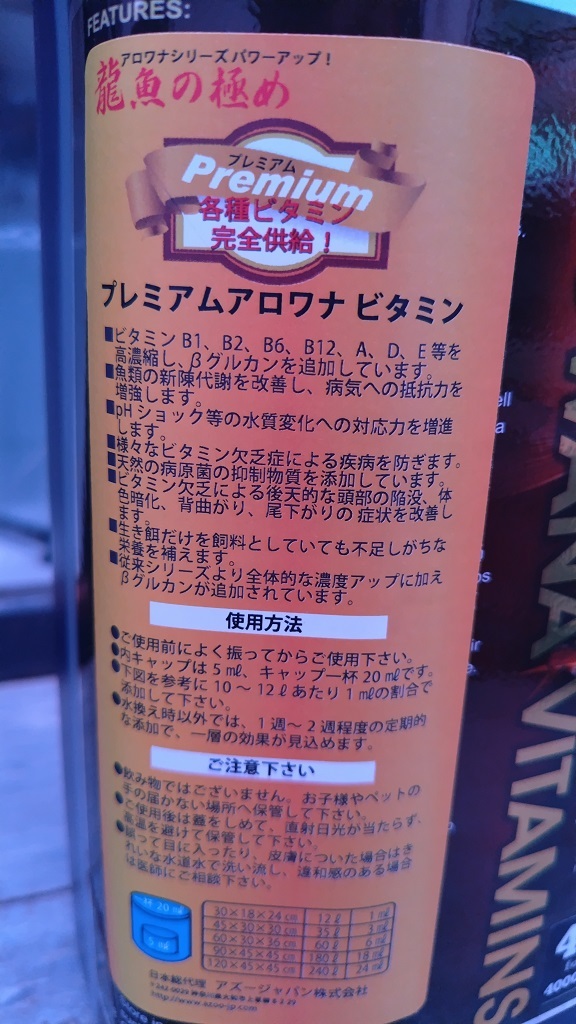 FEATURES:
アロワナシリーズパワーアップ!
龍魚の極め
プレミアム
Premium
各種ビタミン
完全供給!
プレミアムアロワナ ビタミン
■ビタミン B1、B2、B6、B12、A、D、E 等を
高濃縮し、βグルカンを追加しています。
■魚類の新陳代謝を改善し、病気への抵抗力を
増強します。
■pH ショック等の水質変化への対応力を増進
します。
■様々なビタミン欠乏症による疾病を防ぎます。
■天然の病原菌の抑制物質を添加しています。
■ビタミン欠乏による後天的な頭部の陥没、体
色暗化、背曲がり、尾下がりの 症状を改善し
ます。
■生き餌だけを飼料としていても不足しがちな
栄養を補えます。
■従来シリーズより全体的な濃度アップに加え
βグルカンが追加されています。
使用方法
●ご使用前によく振ってからご使用下さい。
●内キャップは 5 ㎖、キャップ一杯 20 ㎖です。
●下図を参考に 10 〜 12ℓあたり 1 ㎖の割合で
添加して下さい。
●水換え時以外では、1 週〜 2 週程度の定期的
な添加で、一層の効果が見込めます。
ご注意下さい
●飲み物ではございません。お子様やペットの
手の届かない場所へ保管して下さい。
●ご使用後は蓋をしめて、直射日光が当たらず、
高温を避けて保管して下さい。
●誤って目に入ったり、皮膚についた場合はき
れいな水道水で洗い流し、違和感のある場合
は医師にご相談下さい。
杯 20 ㎖
5 ㎖
30×18×24 ㎝ 12 ℓ 1 ㎖
45×30×30 ㎝ 35 ℓ 3 ㎖
60×30×36 ㎝ 60 ℓ 6 ㎖
90×45×45 ㎝ 180 ℓ 18 ㎖
120×45×45 ㎝ 240 ℓ 24 ㎖
日本総代理 アズージャパン株式会社
http://www.azoo-jp.com
VITAMINS